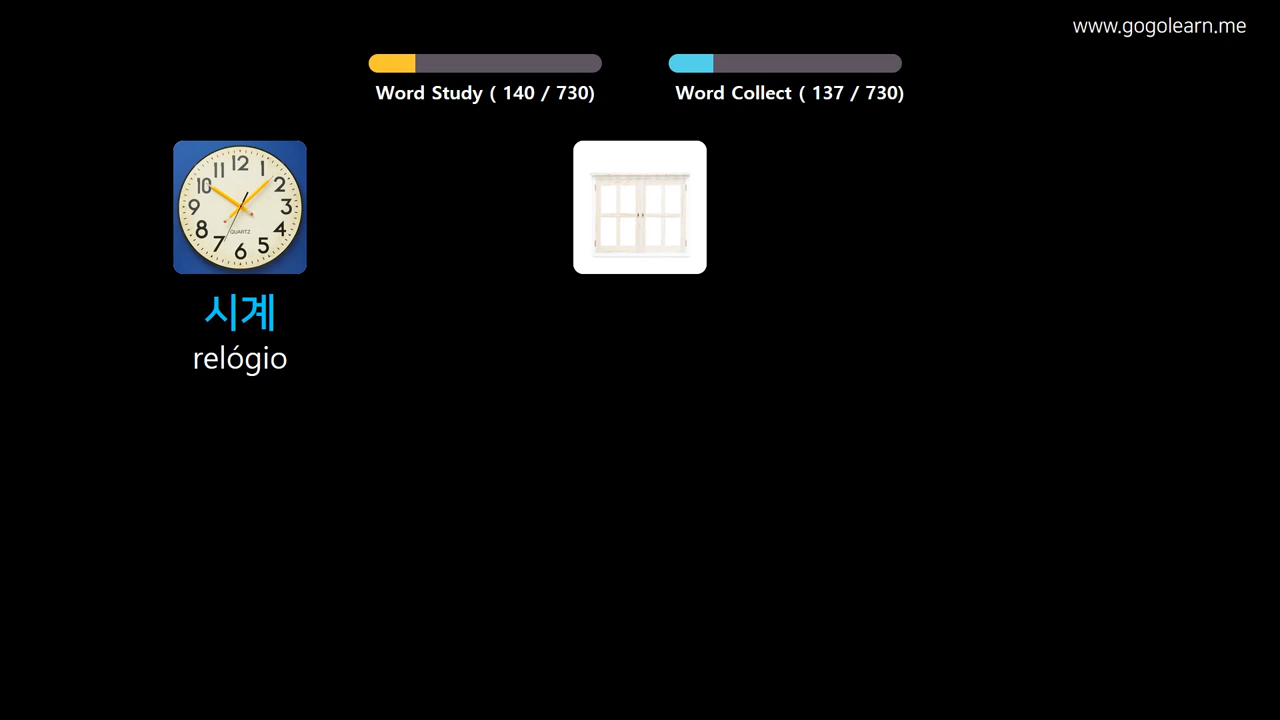 www.gogolearn.me
Word Study ( 140 / 730)
Word Collect ( 137 / 730)
12
11
1
10
2
9
3
8
4
QUARTZ
7
5
6
시계
relógio